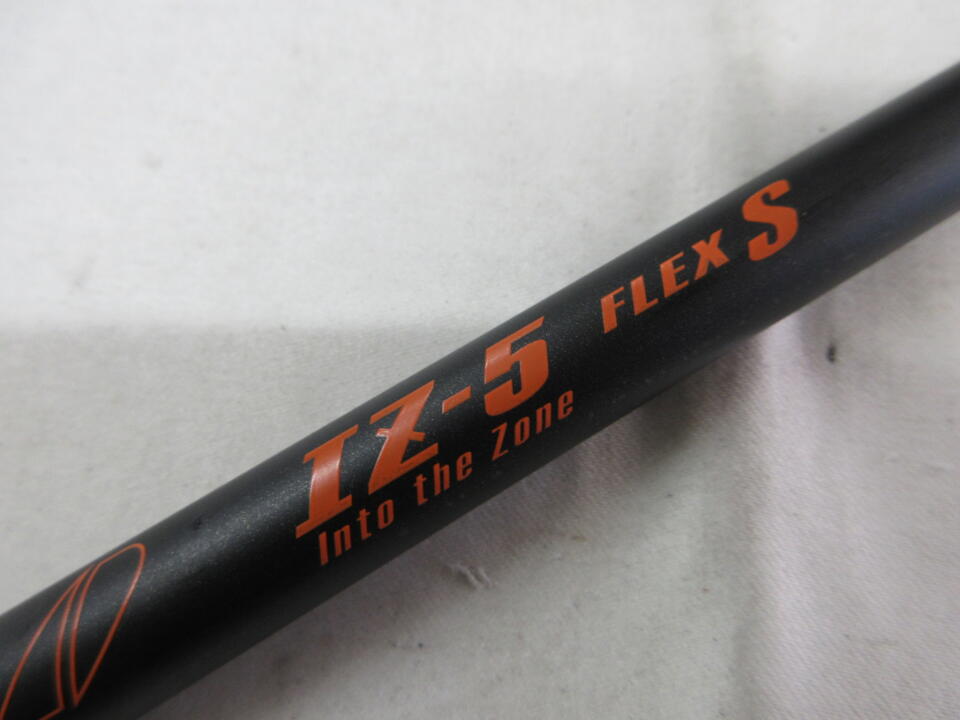 IZ-5 FLEX S
Into the Zone